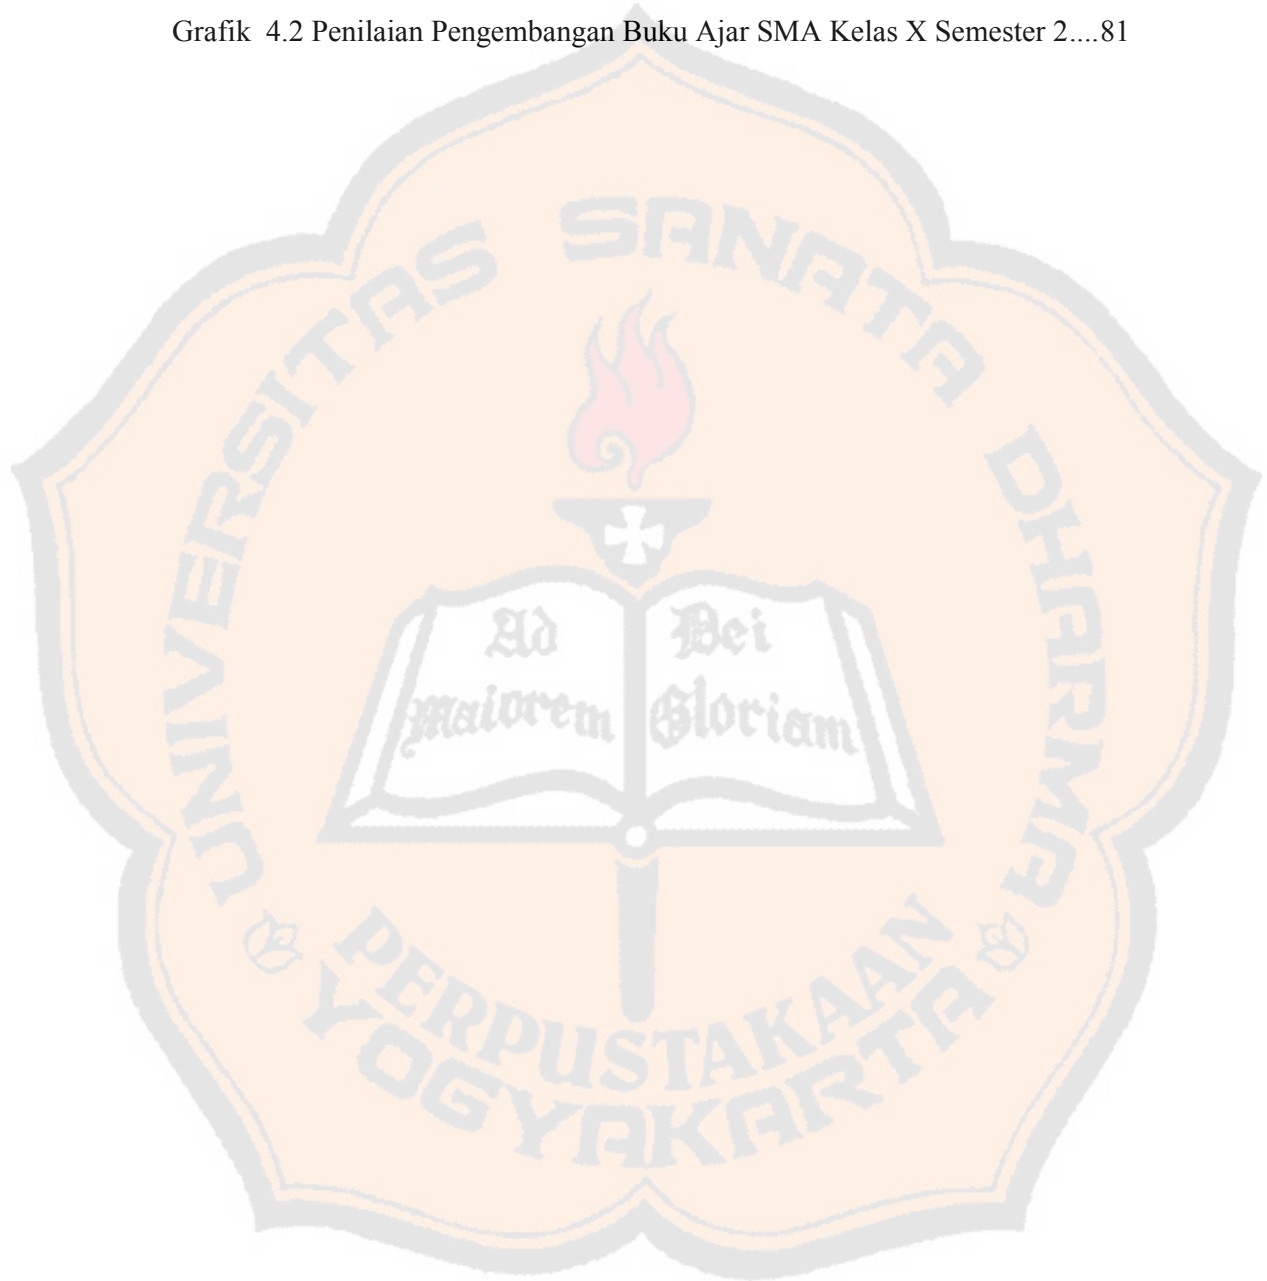 Grafik  4.2 Penilaian Pengembangan Buku Ajar SMA Kelas X Semester 2....81
UNIVERSITAS SANATA DHARMA
Ad Dei
maiorem Gloriam
PERPUSTAKAAN
YOGYAKARTA